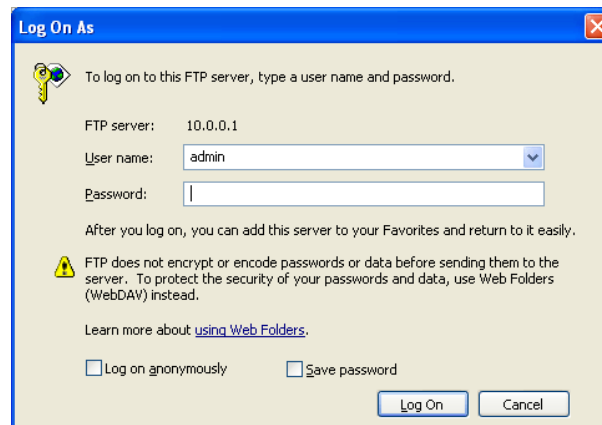 Log On As
To log on to this FTP server, type a user name and password.
FTP server: 10.0.0.1
User name: admin
Password:
After you log on, you can add this server to your Favorites and return to it easily.
FTP does not encrypt or encode passwords or data before sending them to the
server. To protect the security of your passwords and data, use Web Folders
(WebDAV) instead.
Learn more about using Web Folders.
Log on anonymously Save password
Log On Cancel